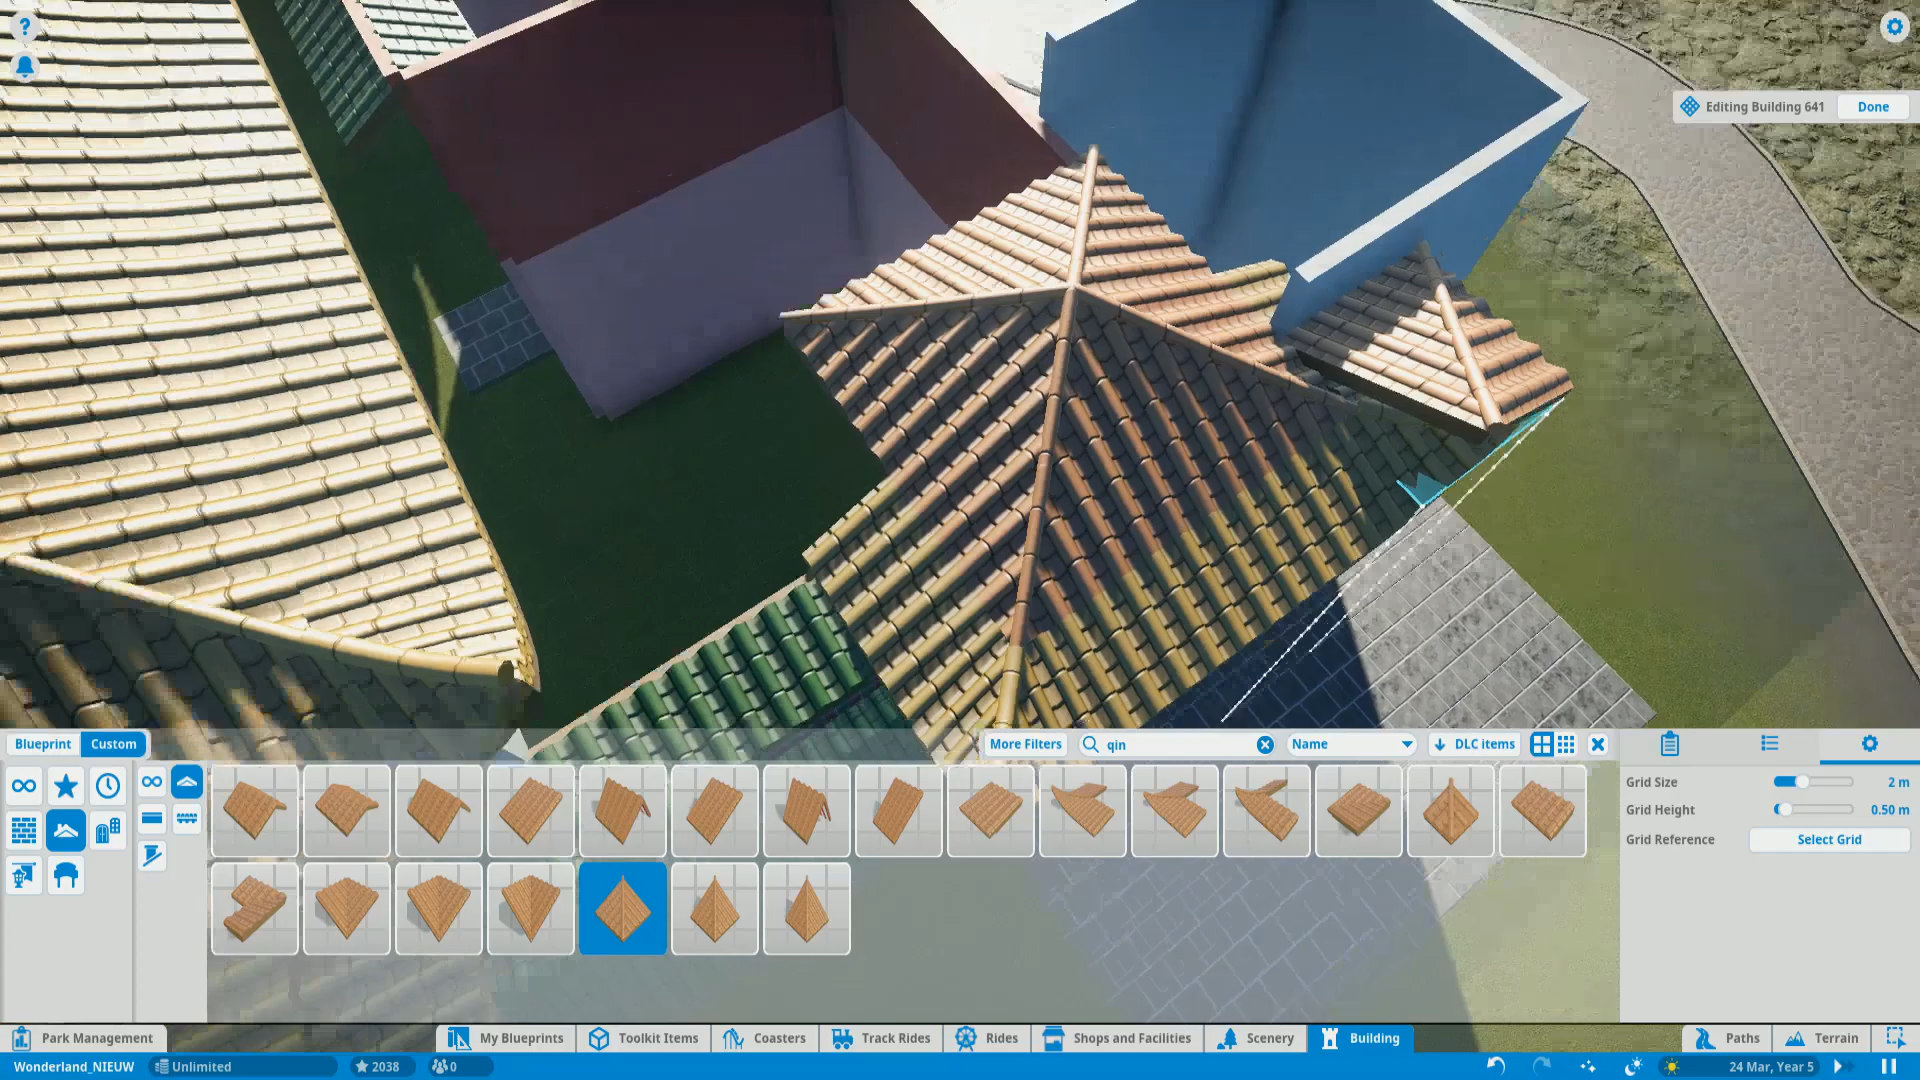 ?
Editing Building 641
Done
Blueprint
Custom
More Filters
qin
Name
DLC items
Grid Size
2 m
Grid Height
0.50 m
Grid Reference
Select Grid
Park Management
My Blueprints
Toolkit Items
Coasters
Track Rides
Rides
Shops and Facilities
Scenery
Building
Paths
Terrain
Wonderland_NIEUW
Unlimited
2038
0
24 Mar, Year 5